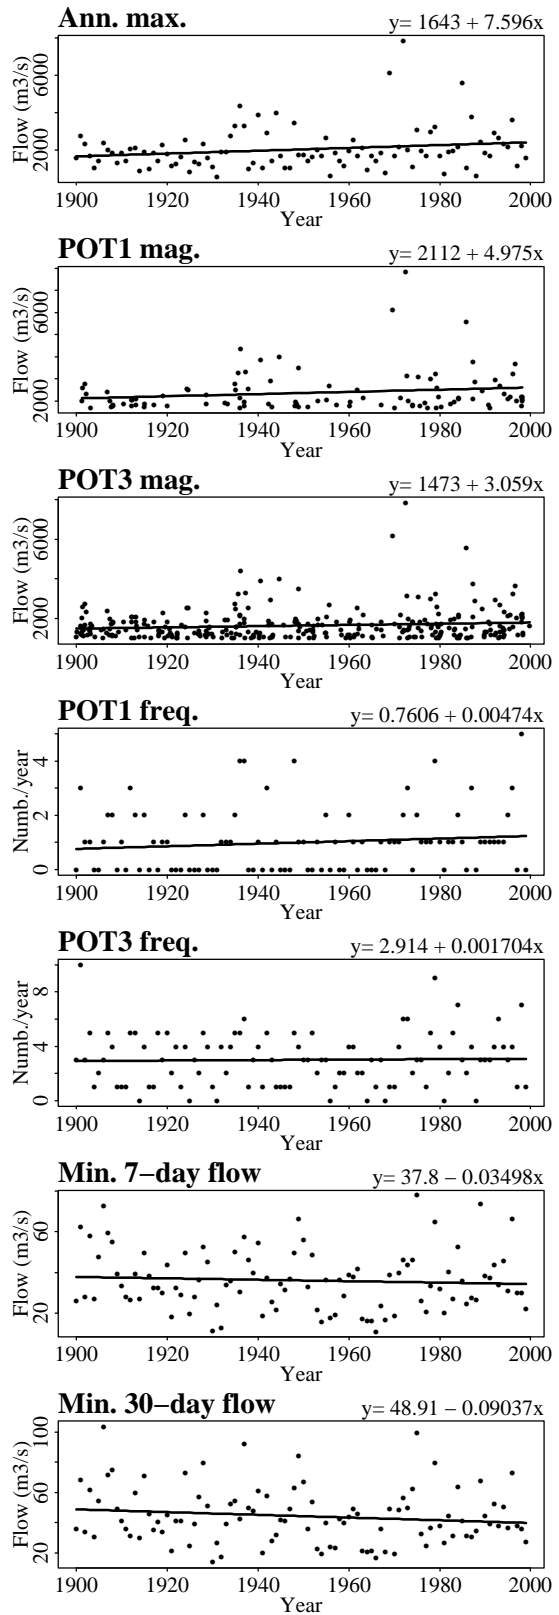 Ann. max. y= 1643 + 7.596x
Flow (m3/s)
6000
2000
1900 1920 1940 1960 1980 2000
Year
POT1 mag. y= 2112 + 4.975x
Flow (m3/s)
6000
2000
1900 1920 1940 1960 1980 2000
Year
POT3 mag. y= 1473 + 3.059x
Flow (m3/s)
6000
2000
1900 1920 1940 1960 1980 2000
Year
POT1 freq. y= 0.7606 + 0.00474x
Numb./year
4
2
0
1900 1920 1940 1960 1980 2000
Year
POT3 freq. y= 2.914 + 0.001704x
Numb./year
8
4
0
1900 1920 1940 1960 1980 2000
Year
Min. 7−day flow y= 37.8 − 0.03498x
Flow (m3/s)
60
20
1900 1920 1940 1960 1980 2000
Year
Min. 30−day flow y= 48.91 − 0.09037x
Flow (m3/s)
100
60
20
1900 1920 1940 1960 1980 2000
Year